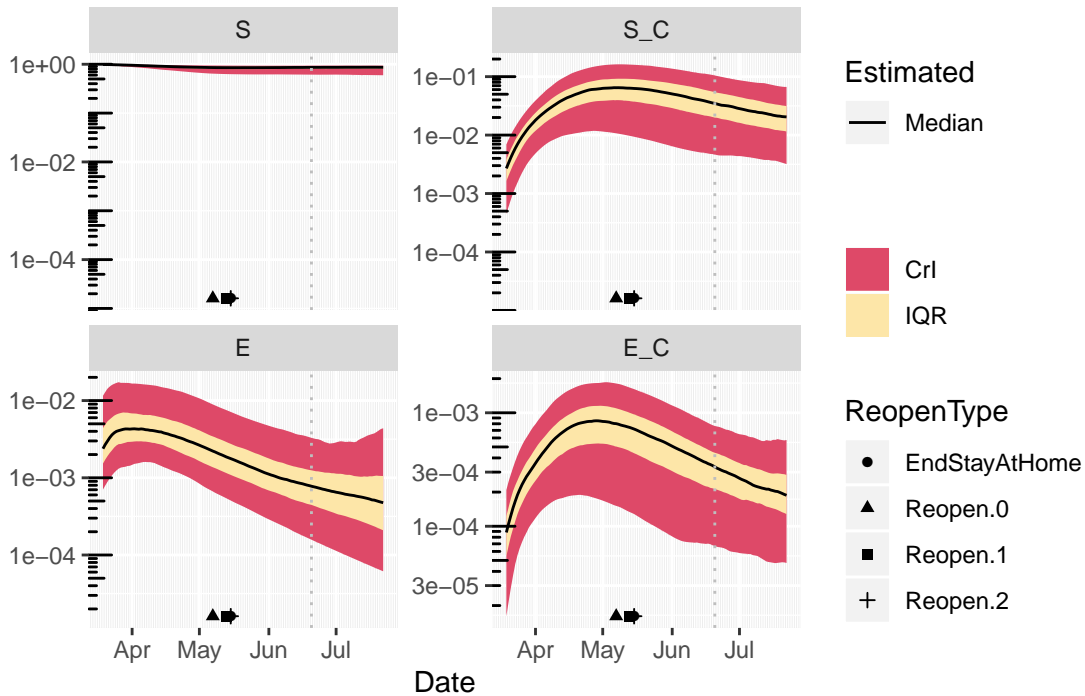 S
S_C
1e+00
1e−02
1e−04
1e−01
1e−02
1e−03
1e−04
E
E_C
1e−02
1e−03
1e−04
1e−03
3e−04
1e−04
3e−05
Apr May Jun Jul
Apr May Jun Jul
Date
Estimated
Median
CrI
IQR
ReopenType
EndStayAtHome
Reopen.0
Reopen.1
Reopen.2